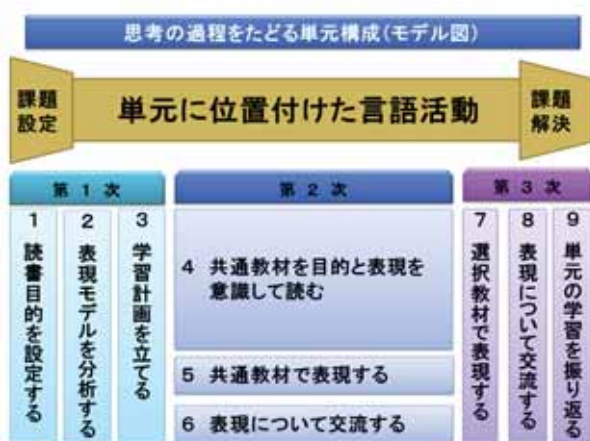 思考の過程をたどる単元構成(モデル図)
課題
設定
単元に位置付けた言語活動
課題
解決
第1次
第2次
第3次
1 読書目的を設定する
2 表現モデルを分析する
3 学習計画を立てる
4 共通教材を目的と表現を
意識して読む
5 共通教材で表現する
6 表現について交流する
7 選択教材で表現する
8 表現について交流する
9 単元の学習を振り返る